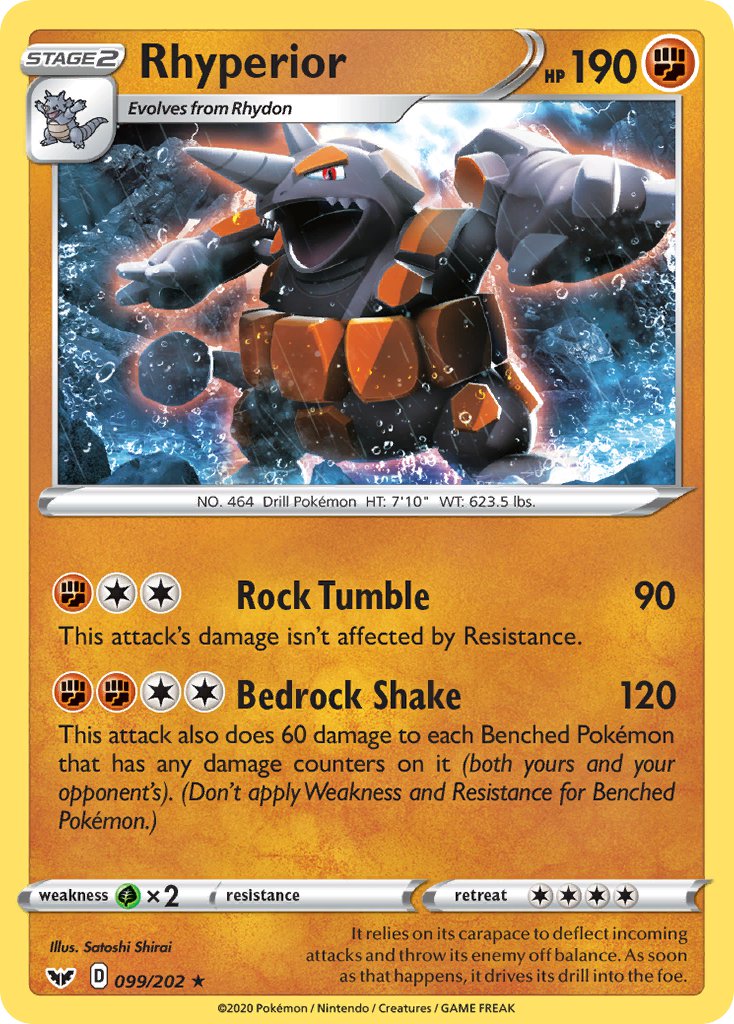 STAGE 2
Rhyperior
HP 190
Evolves from Rhydon
NO. 464 Drill Pokémon HT: 7'10" WT: 623.5 lbs.
Rock Tumble 90
This attack's damage isn't affected by Resistance.
Bedrock Shake 120
This attack also does 60 damage to each Benched Pokémon
that has any damage counters on it (both yours and your
opponent's). (Don't apply Weakness and Resistance for Benched
Pokémon.)
weakness ×2 resistance retreat
Illus. Satoshi Shirai
It relies on its carapace to deflect incoming
attacks and throw its enemy off balance. As soon
as that happens, it drives its drill into the foe.
D 099/202 ★
©2020 Pokémon / Nintendo / Creatures / GAME FREAK